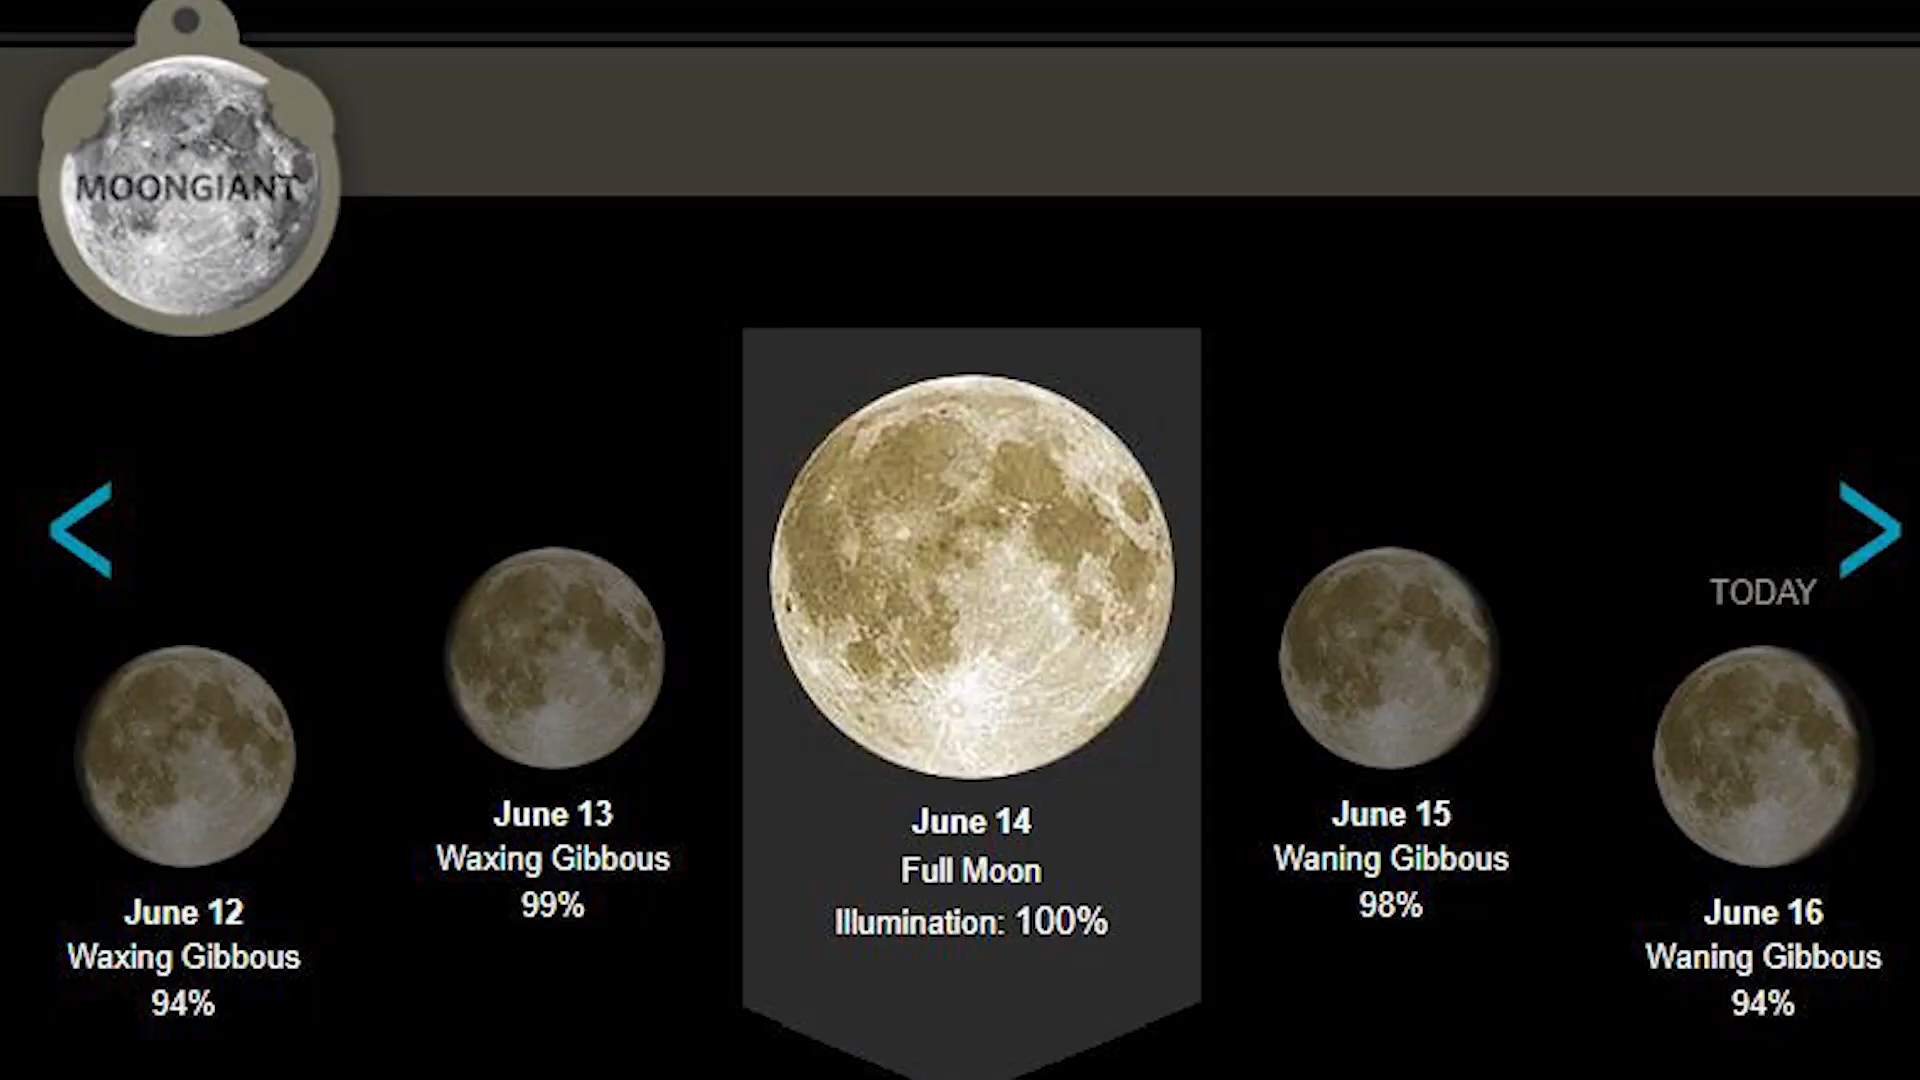 MOONGIANT
TODAY
June 12
Waxing Gibbous
94%
June 13
Waxing Gibbous
99%
June 14
Full Moon
Illumination: 100%
June 15
Waning Gibbous
98%
June 16
Waning Gibbous
94%